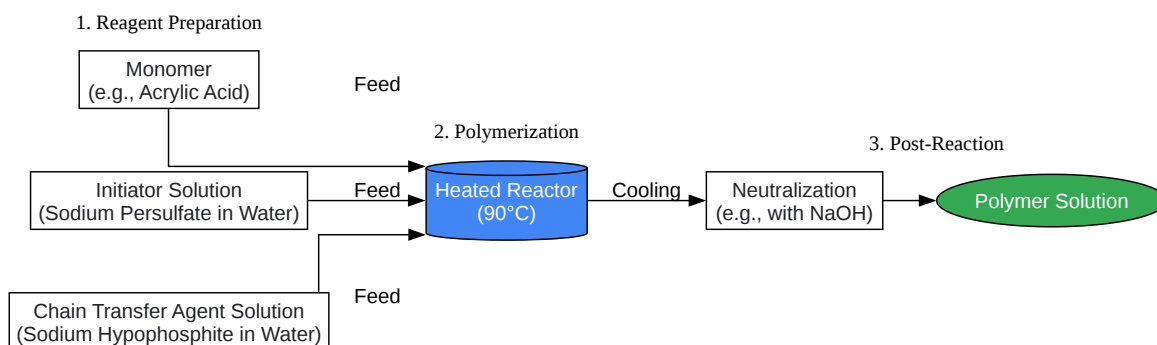 1. Reagent Preparation
Monomer
(e.g., Acrylic Acid)
Feed
2. Polymerization
3. Post-Reaction
Initiator Solution
(Sodium Persulfate in Water)
Feed
Heated Reactor
(90°C)
Cooling
Neutralization
(e.g., with NaOH)
Polymer Solution
Chain Transfer Agent Solution
(Sodium Hypophosphite in Water)
Feed